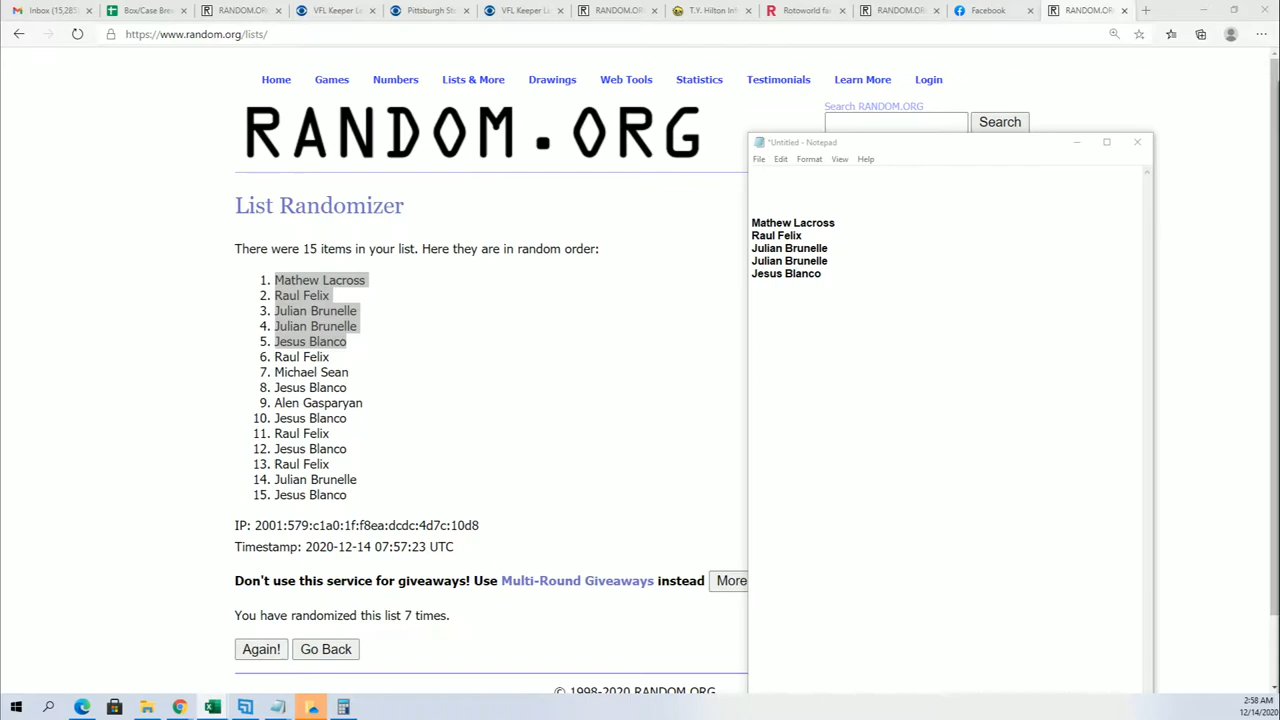 Inbox (15,285
Box/Case Bre
RANDOM.OR
VFL Keeper L
Pittsburgh St
VFL Keeper L
RANDOM.OR
T.Y. Hilton In
Rotoworld fa
RANDOM.OR
Facebook
RANDOM.OR
https://www.random.org/lists/
Home Games Numbers Lists & More Drawings Web Tools Statistics Testimonials Learn More Login
Search RANDOM.ORG
RANDOM.ORG
Search
*Untitled - Notepad
File Edit Format View Help
List Randomizer
There were 15 items in your list. Here they are in random order:
1. Mathew Lacross
2. Raul Felix
3. Julian Brunelle
4. Julian Brunelle
5. Jesus Blanco
6. Raul Felix
7. Michael Sean
8. Jesus Blanco
9. Alen Gasparyan
10. Jesus Blanco
11. Raul Felix
12. Jesus Blanco
13. Raul Felix
14. Julian Brunelle
15. Jesus Blanco
Mathew Lacross
Raul Felix
Julian Brunelle
Julian Brunelle
Jesus Blanco
IP: 2001:579:c1a0:1f:f8ea:dcdc:4d7c:10d8
Timestamp: 2020-12-14 07:57:23 UTC
Don't use this service for giveaways! Use Multi-Round Giveaways instead More
You have randomized this list 7 times.
Again! Go Back
© 1998-2020 RANDOM.ORG
2:58 AM
12/14/2020